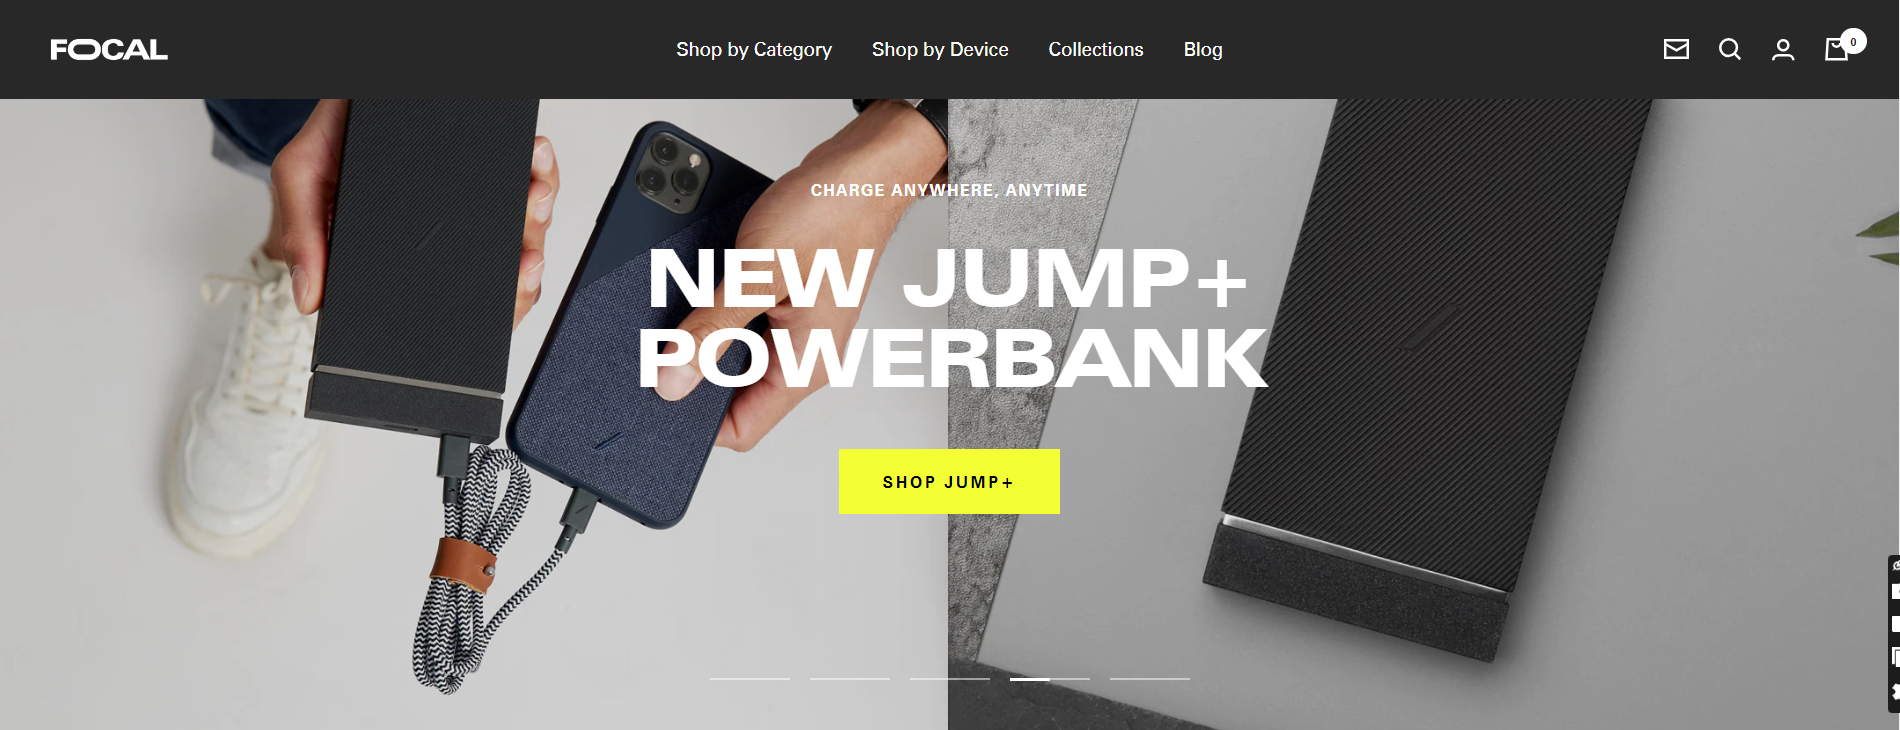 FOCAL
Shop by Category
Shop by Device
Collections
Blog
0
CHARGE ANYWHERE, ANYTIME
NEW JUMP+
POWERBANK
SHOP JUMP+